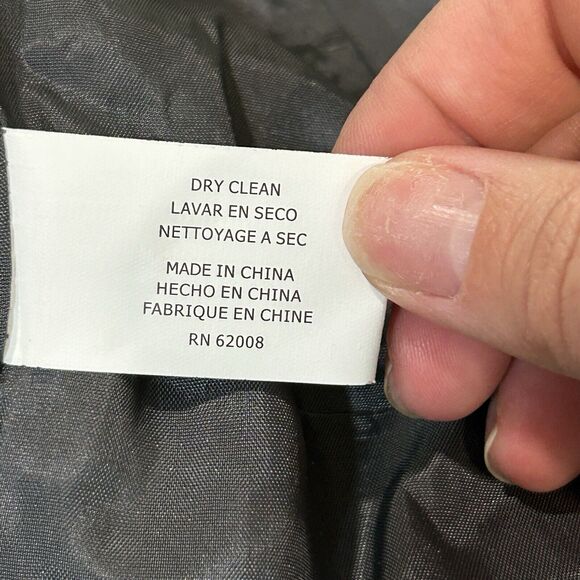 DRY CLEAN
LAVAR EN SECO
NETTOYAGE A SEC
MADE IN CHINA
HECHO EN CHINA
FABRIQUE EN CHINE
RN 62008